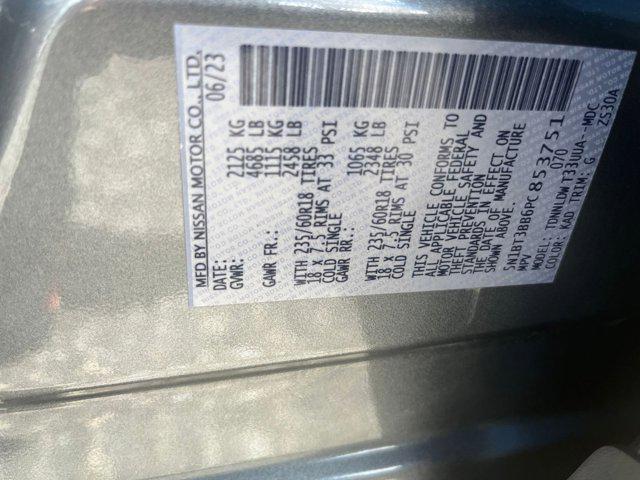 MFD BY NISSAN MOTOR CO., LTD.
DATE: 06/23
GVWR: 2125 KG
4685 LB
GAWR FR.: 1115 KG
2458 LB
WITH 235/60R18 TIRES
18 X 7.5 RIMS AT 33 PSI
COLD SINGLE
GAWR RR.: 1065 KG
2348 LB
WITH 235/60R18 TIRES
18 X 7.5 RIMS AT 30 PSI
COLD SINGLE
THIS VEHICLE CONFORMS TO
ALL APPLICABLE FEDERAL
MOTOR VEHICLE SAFETY AND
THEFT PREVENTION
STANDARDS IN EFFECT ON
THE DATE OF MANUFACTURE
SHOWN ABOVE.
5N1BT3BB6PC853751
MPV 070
MODEL: TDNNLDWT33UUA--MDC
COLOR: KAD TRIM: G ZS30A